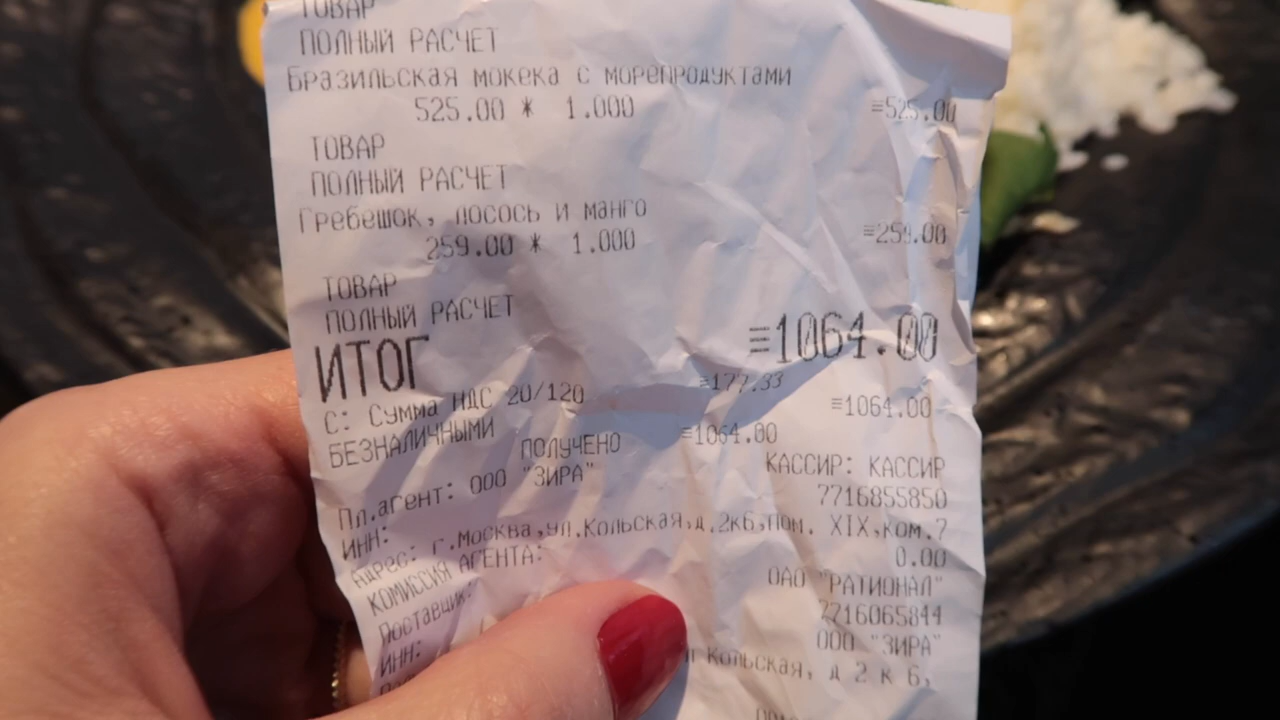 ТОВАР
ПОЛНЫЙ РАСЧЕТ
Бразильская мокека с морепродуктами
525.00 * 1.000 =525.00
ТОВАР
ПОЛНЫЙ РАСЧЕТ
Гребешок, лосось и манго
259.00 * 1.000 =259.00
ТОВАР
ПОЛНЫЙ РАСЧЕТ
ИТОГ =1064.00
С: Сумма НДС 20/120 =177.33
БЕЗНАЛИЧНЫМИ =1064.00
ПОЛУЧЕНО =1064.00
КАССИР: КАССИР
Пл.агент: ООО "ЗИРА"
ИНН: 7716855850
Адрес: г.Москва,ул.Кольская,д.2к6,пом. XIX,ком.7
КОМИССИЯ АГЕНТА: 0.00
Поставщик: ОАО "РАТИОНАЛ"
ИНН: 7716065844
ООО "ЗИРА"
Кольская, д 2 к 6,